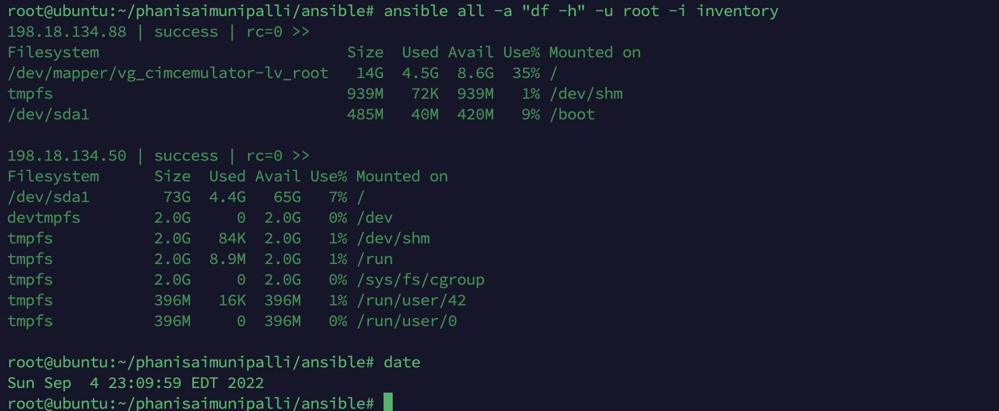 root@ubuntu:~/phanisaimunipalli/ansible# ansible all -a "df -h" -u root -i inventory
198.18.134.88 | success | rc=0 >>
Filesystem                           Size  Used Avail Use% Mounted on
/dev/mapper/vg_cimcemulator-lv_root   14G  4.5G  8.6G  35% /
tmpfs                                939M   72K  939M   1% /dev/shm
/dev/sda1                            485M   40M  420M   9% /boot

198.18.134.50 | success | rc=0 >>
Filesystem      Size  Used Avail Use% Mounted on
/dev/sda1        73G  4.4G   65G   7% /
devtmpfs        2.0G     0  2.0G   0% /dev
tmpfs           2.0G   84K  2.0G   1% /dev/shm
tmpfs           2.0G  8.9M  2.0G   1% /run
tmpfs           2.0G     0  2.0G   0% /sys/fs/cgroup
tmpfs           396M   16K  396M   1% /run/user/42
tmpfs           396M     0  396M   0% /run/user/0

root@ubuntu:~/phanisaimunipalli/ansible# date
Sun Sep  4 23:09:59 EDT 2022
root@ubuntu:~/phanisaimunipalli/ansible#